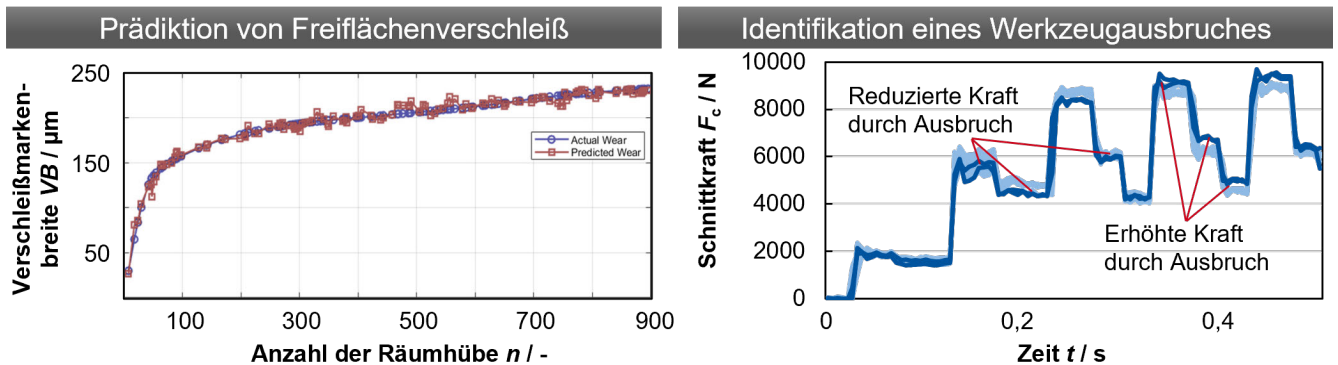 Prädiktion von Freiflächenverschleiß
Verschleißmarken-
breite VB / µm
250
150
50
Actual Wear
Predicted Wear
100
300
500
700
900
Anzahl der Räumhübe n / -
Identifikation eines Werkzeugausbruches
Schnittkraft Fc / N
10000
8000
6000
4000
2000
0
Reduzierte Kraft
durch Ausbruch
Erhöhte Kraft
durch Ausbruch
0
0,2
0,4
Zeit t / s